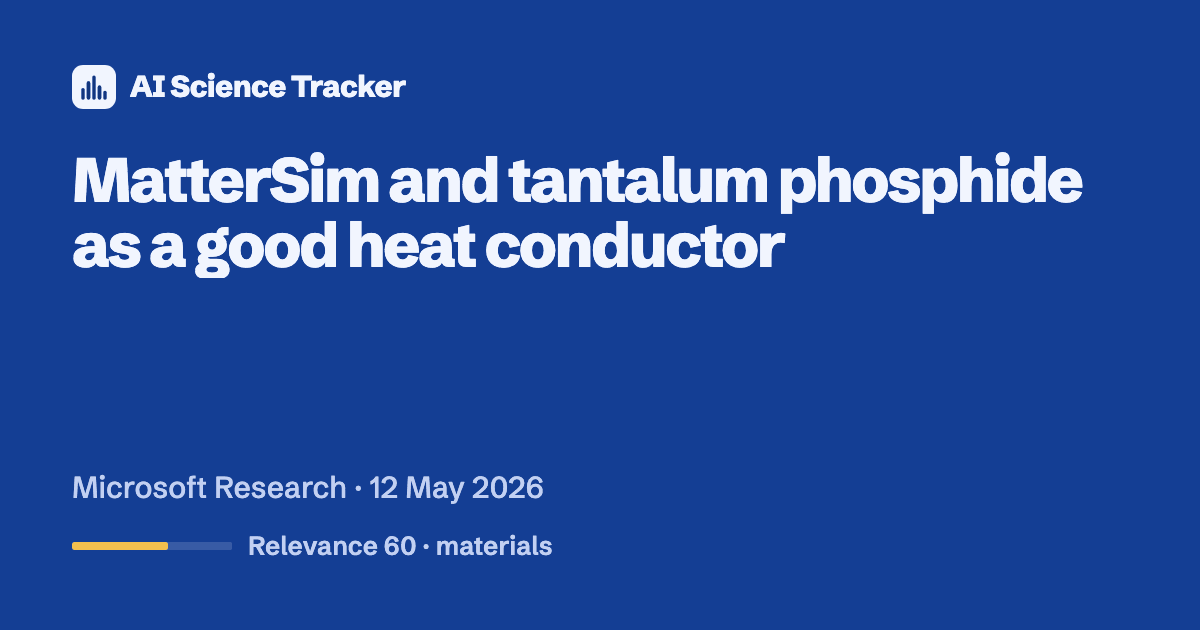 AI Science Tracker
MatterSim and tantalum phosphide
as a good heat conductor
Microsoft Research · 12 May 2026
Relevance 60 · materials